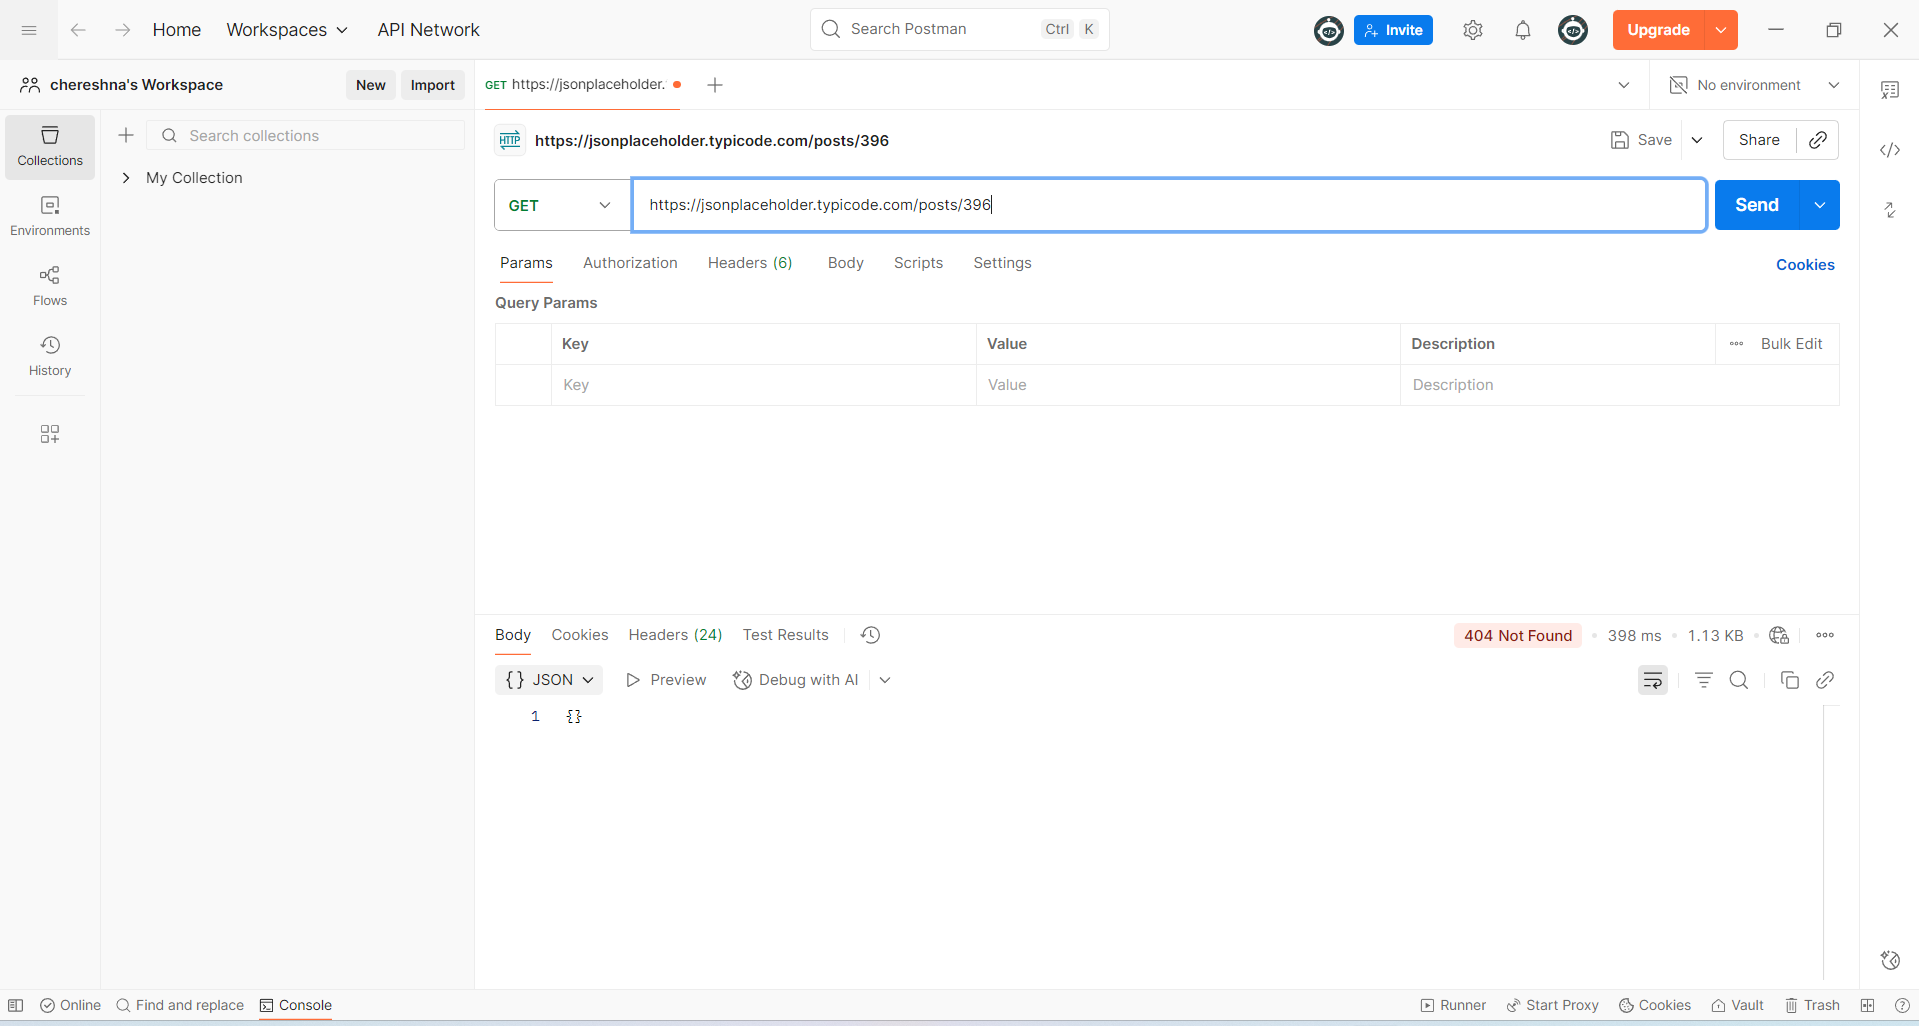 Home Workspaces API Network Search Postman Ctrl K Invite Upgrade
chereshna's Workspace New Import GET https://jsonplaceholder. No environment
Collections
Search collections
My Collection
Environments
Flows
History
HTTP https://jsonplaceholder.typicode.com/posts/396 Save Share
GET https://jsonplaceholder.typicode.com/posts/396 Send
Params Authorization Headers (6) Body Scripts Settings Cookies
Query Params
Key Value Description Bulk Edit
Key Value Description
Body Cookies Headers (24) Test Results 404 Not Found • 398 ms • 1.13 KB •
{} JSON Preview Debug with AI
1 {}
Online Find and replace Console Runner Start Proxy Cookies Vault Trash